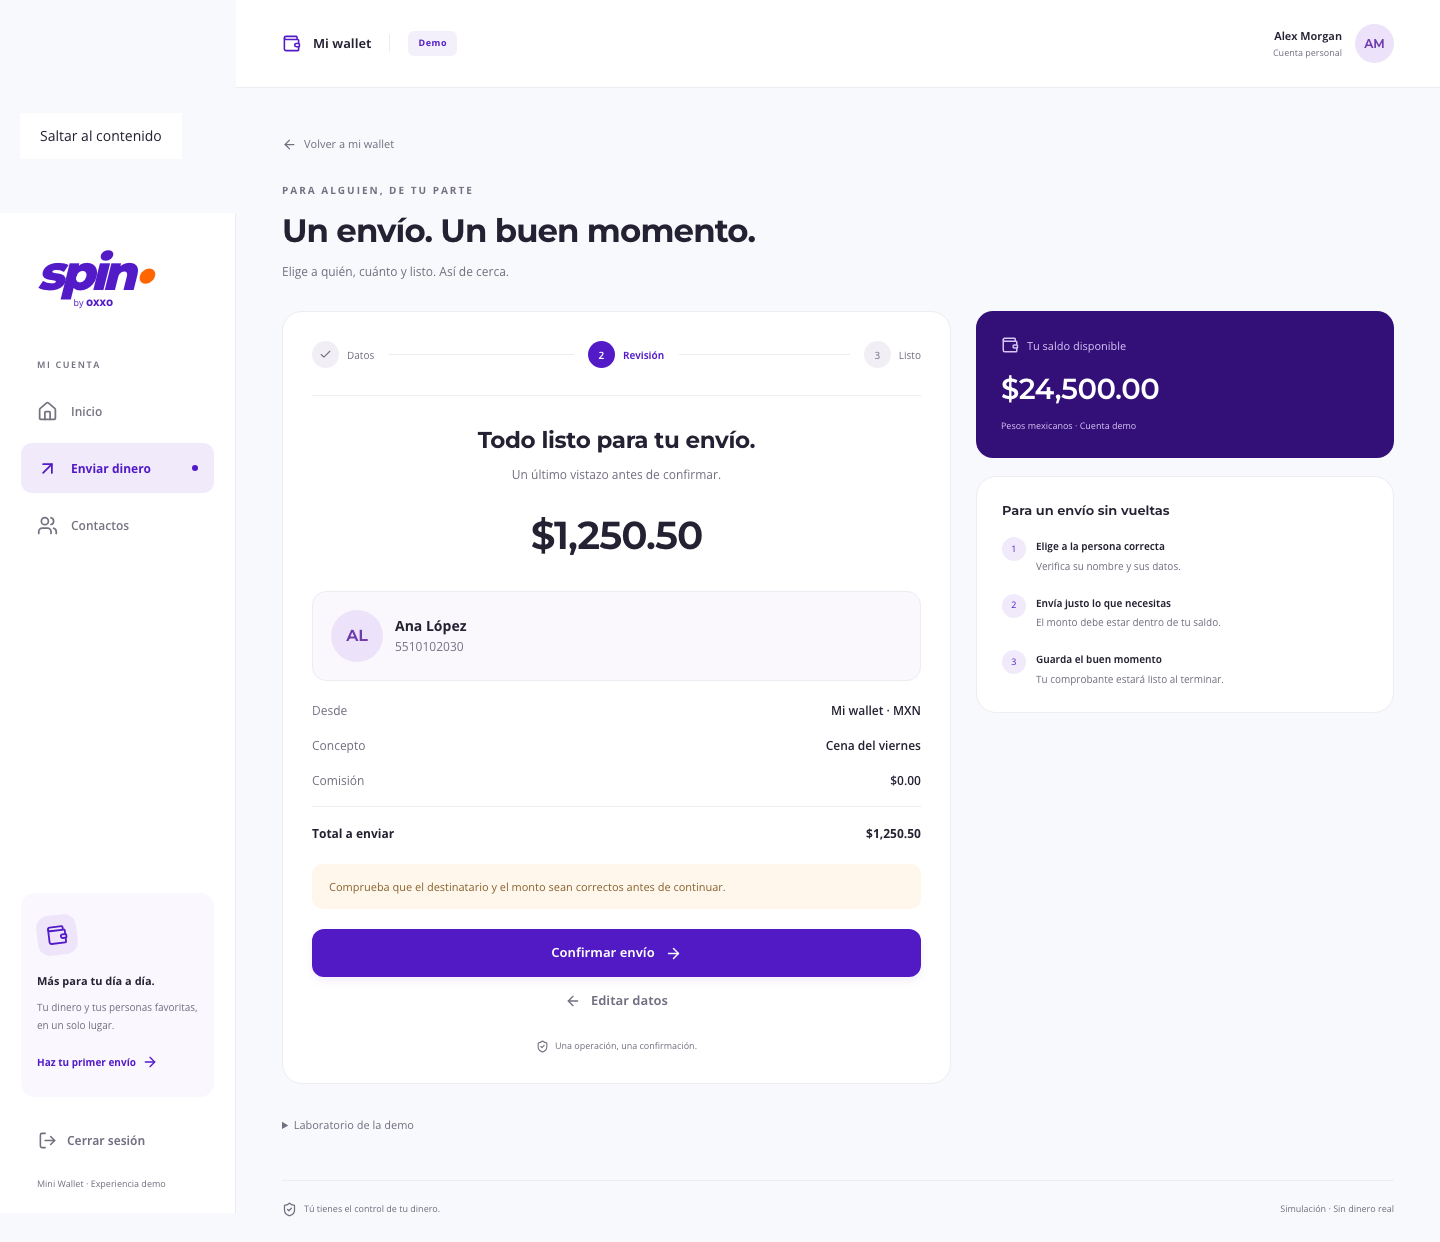 Mi wallet
Demo
Alex Morgan
Cuenta personal
AM
Saltar al contenido
spin
by OXXO
MI CUENTA
Inicio
Enviar dinero
Contactos
Más para tu día a día.
Tu dinero y tus personas favoritas,
en un solo lugar.
Haz tu primer envío
Cerrar sesión
Mini Wallet · Experiencia demo
Volver a mi wallet
PARA ALGUIEN, DE TU PARTE
Un envío. Un buen momento.
Elige a quién, cuánto y listo. Así de cerca.
Datos
2 Revisión
3 Listo
Todo listo para tu envío.
Un último vistazo antes de confirmar.
$1,250.50
AL
Ana López
5510102030
Desde Mi wallet · MXN
Concepto Cena del viernes
Comisión $0.00
Total a enviar $1,250.50
Comprueba que el destinatario y el monto sean correctos antes de continuar.
Confirmar envío
Editar datos
Una operación, una confirmación.
Tu saldo disponible
$24,500.00
Pesos mexicanos · Cuenta demo
Para un envío sin vueltas
1 Elige a la persona correcta
Verifica su nombre y sus datos.
2 Envía justo lo que necesitas
El monto debe estar dentro de tu saldo.
3 Guarda el buen momento
Tu comprobante estará listo al terminar.
Laboratorio de la demo
Tú tienes el control de tu dinero.
Simulación · Sin dinero real